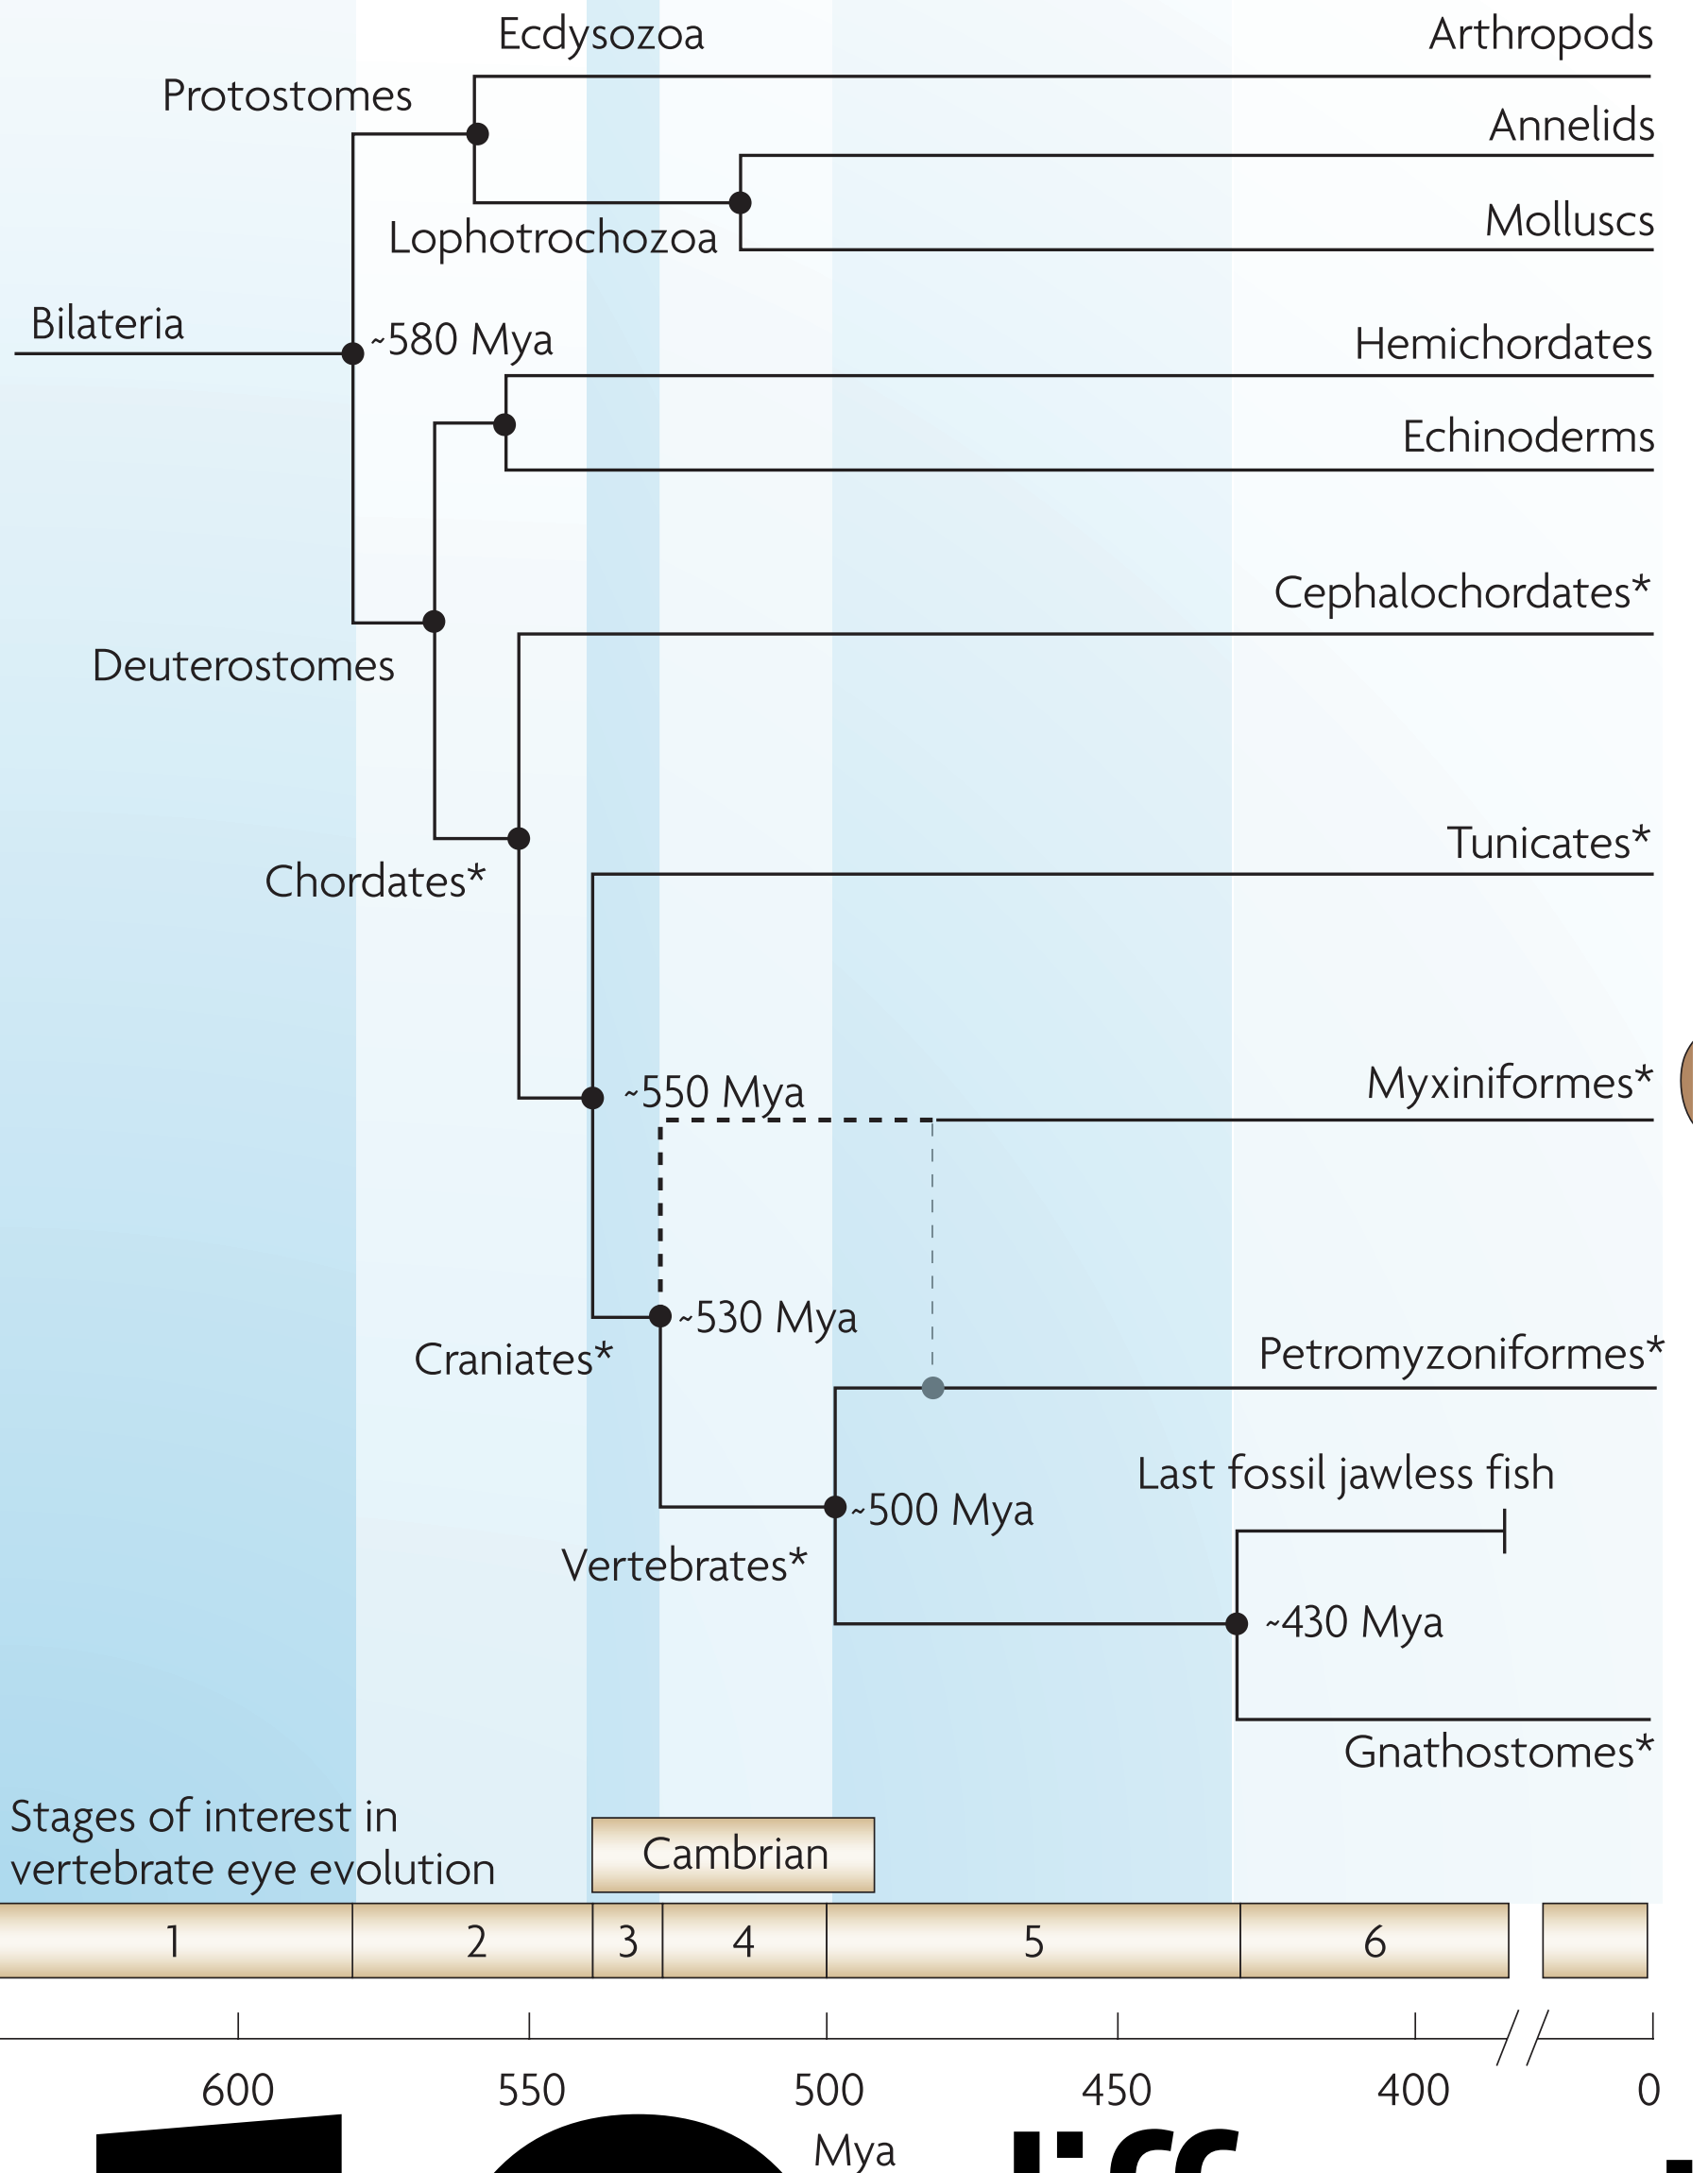 Ecdysozoa
Arthropods
Protostomes
Annelids
Lophotrochozoa
Molluscs
Bilateria
~580 Mya
Hemichordates
Echinoderms
Cephalochordates*
Deuterostomes
Tunicates*
Chordates*
~550 Mya
Myxiniformes*
~530 Mya
Craniates*
Petromyzoniformes*
Last fossil jawless fish
~500 Mya
Vertebrates*
~430 Mya
Gnathostomes*
Stages of interest in
vertebrate eye evolution
Cambrian
1 2 3 4 5 6
600 550 500 450 400 0
Mya